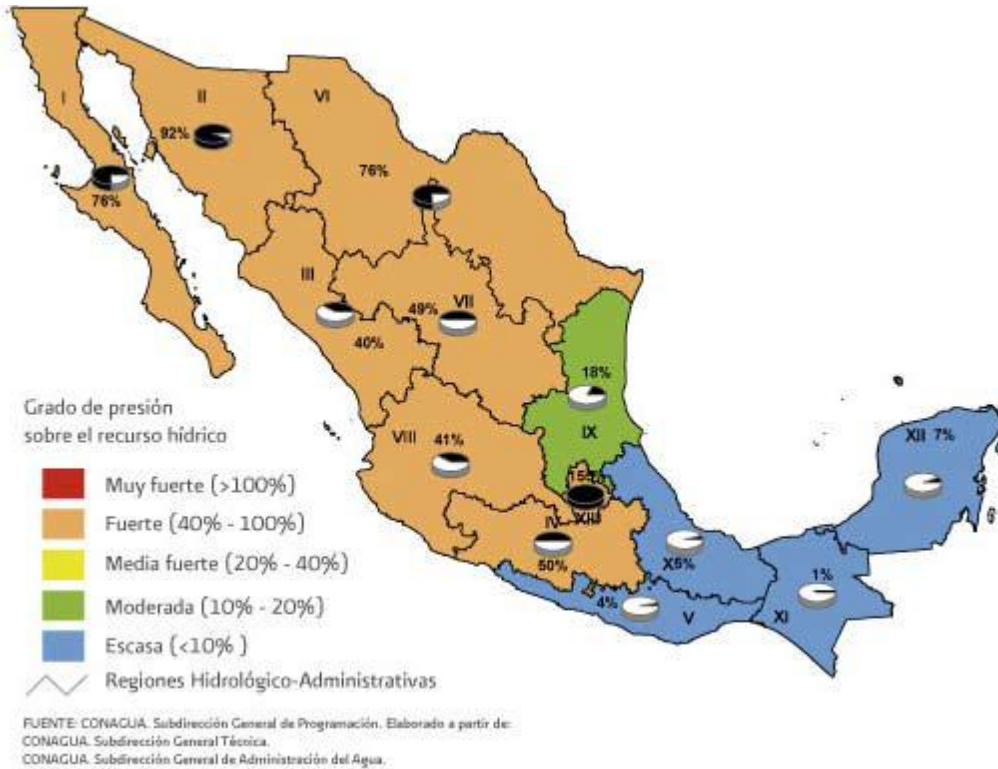 I
II
VI
92%
76%
76%
III
VII
49%
40%
18%
VIII
41%
IX
XII 7%
XIII
IV
50%
X
6%
1%
4%
V
XI
Grado de presión
sobre el recurso hídrico
Muy fuerte (>100%)
Fuerte (40% - 100%)
Media fuerte (20% - 40%)
Moderada (10% - 20%)
Escasa (<10% )
Regiones Hidrológico-Administrativas
FUENTE: CONAGUA. Subdirección General de Programación. Elaborado a partir de:
CONAGUA. Subdirección General Técnica.
CONAGUA. Subdirección General de Administración del Agua.